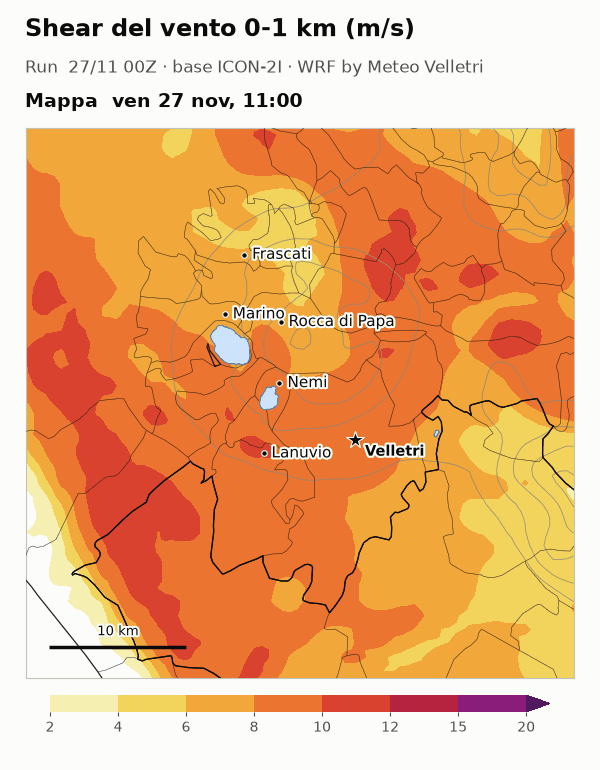 Shear del vento 0-1 km (m/s)
Run  27/11 00Z · base ICON-2I · WRF by Meteo Velletri
Mappa  ven 27 nov, 11:00
Frascati
Marino
Rocca di Papa
Nemi
Velletri
Lanuvio
10 km
2 4 6 8 10 12 15 20